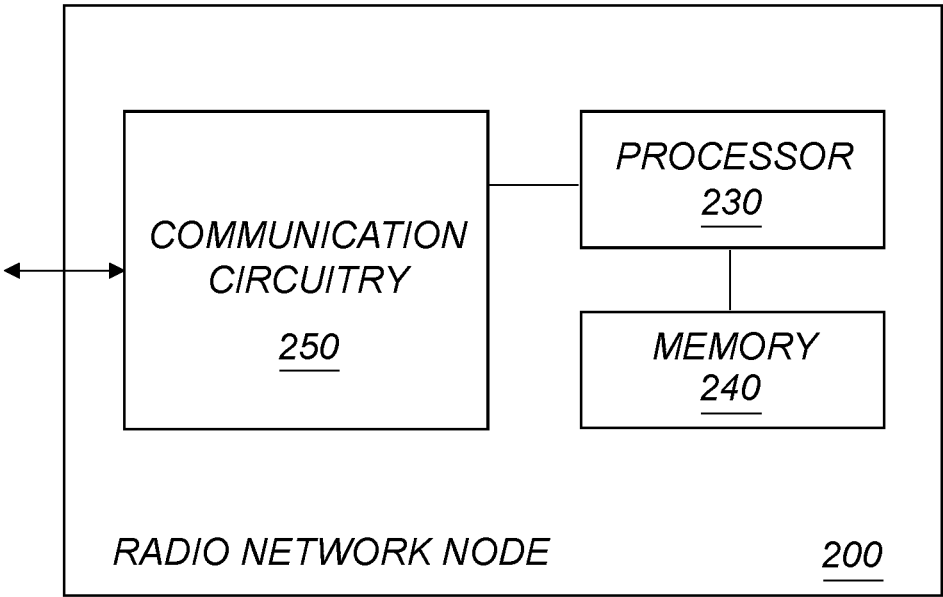 COMMUNICATION
CIRCUITRY
250
PROCESSOR
230
MEMORY
240
RADIO NETWORK NODE
200